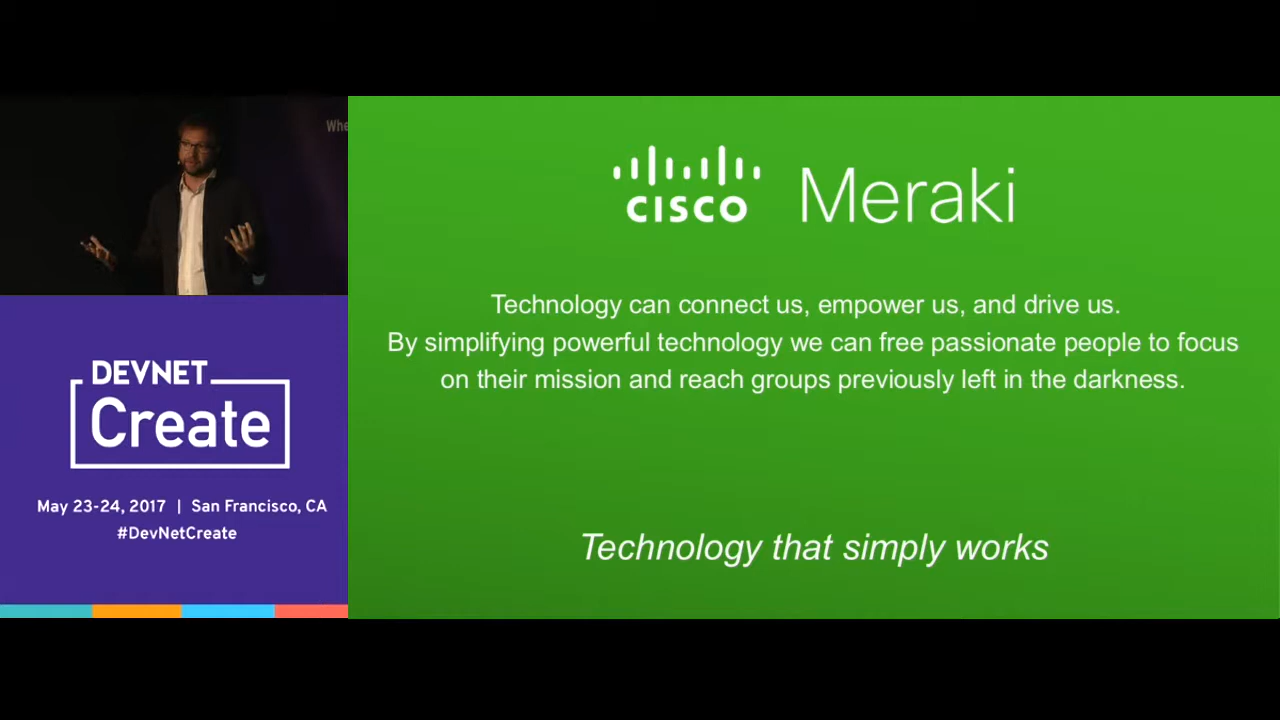 Whe
cisco Meraki
Technology can connect us, empower us, and drive us.
By simplifying powerful technology we can free passionate people to focus
on their mission and reach groups previously left in the darkness.
Technology that simply works
DEVNET
Create
May 23-24, 2017 | San Francisco, CA
#DevNetCreate